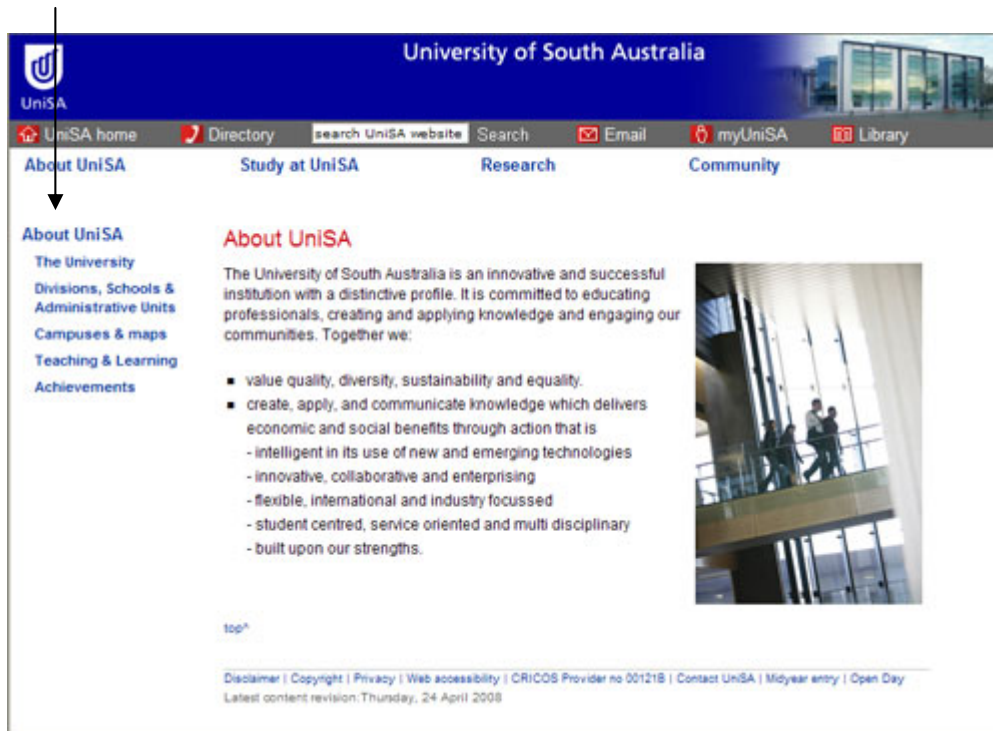 University of South Australia
UniSA
UniSA home Directory search UniSA website Search Email myUniSA Library
About UniSA Study at UniSA Research Community
About UniSA
The University
Divisions, Schools &
Administrative Units
Campuses & maps
Teaching & Learning
Achievements
About UniSA
The University of South Australia is an innovative and successful
institution with a distinctive profile. It is committed to educating
professionals, creating and applying knowledge and engaging our
communities. Together we:
value quality, diversity, sustainability and equality.
create, apply, and communicate knowledge which delivers
economic and social benefits through action that is
- intelligent in its use of new and emerging technologies
- innovative, collaborative and enterprising
- flexible, international and industry focussed
- student centred, service oriented and multi disciplinary
- built upon our strengths.
top^
Disclaimer | Copyright | Privacy | Web accessibility | CRICOS Provider no 00121B | Contact UniSA | Midyear entry | Open Day
Latest content revision:Thursday, 24 April 2008